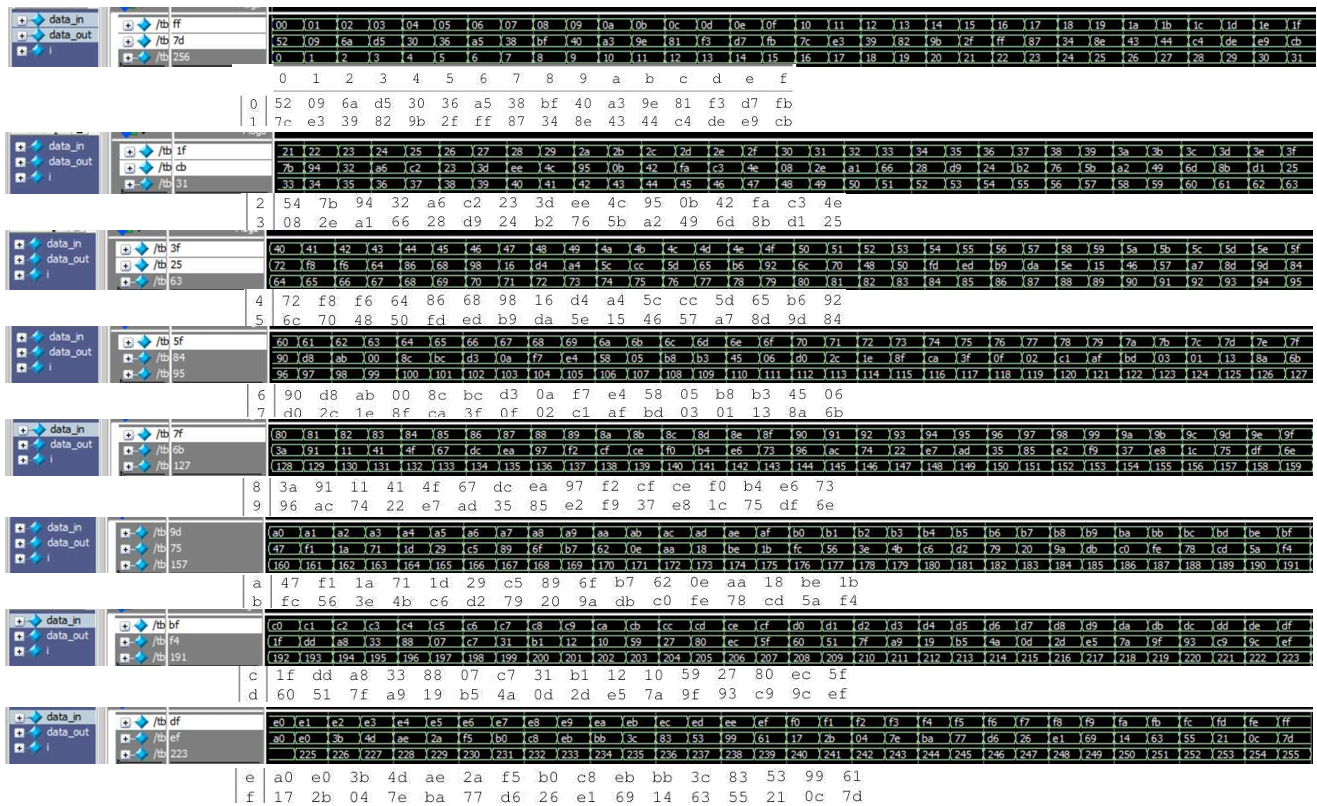 data_in /tb ff 00 01 02 03 04 05 06 07 08 09 0a 0b 0c 0d 0e 0f 10 11 12 13 14 15 16 17 18 19 1a 1b 1c 1d 1e 1f
data_out /tb 7d 52 09 6a d5 30 36 a5 38 bf 40 a3 9e 81 f3 d7 fb 7c e3 39 82 9b 2f ff 87 34 8e 43 44 c4 de e9 cb
i /tb 256 0 1 2 3 4 5 6 7 8 9 10 11 12 13 14 15 16 17 18 19 20 21 22 23 24 25 26 27 28 29 30 31
0 1 2 3 4 5 6 7 8 9 a b c d e f
0 52 09 6a d5 30 36 a5 38 bf 40 a3 9e 81 f3 d7 fb
1 7c e3 39 82 9b 2f ff 87 34 8e 43 44 c4 de e9 cb
data_in /tb 1f 21 22 23 24 25 26 27 28 29 2a 2b 2c 2d 2e 2f 30 31 32 33 34 35 36 37 38 39 3a 3b 3c 3d 3e 3f
data_out /tb cb 7b 94 32 a6 c2 23 3d ee 4c 95 0b 42 fa c3 4e 08 2e a1 66 28 d9 24 b2 76 5b a2 49 6d 8b d1 25
i /tb 31 33 34 35 36 37 38 39 40 41 42 43 44 45 46 47 48 49 50 51 52 53 54 55 56 57 58 59 60 61 62 63
2 54 7b 94 32 a6 c2 23 3d ee 4c 95 0b 42 fa c3 4e
3 08 2e a1 66 28 d9 24 b2 76 5b a2 49 6d 8b d1 25
data_in /tb 3f 40 41 42 43 44 45 46 47 48 49 4a 4b 4c 4d 4e 4f 50 51 52 53 54 55 56 57 58 59 5a 5b 5c 5d 5e 5f
data_out /tb 25 72 f8 f6 64 86 68 98 16 d4 a4 5c cc 5d 65 b6 92 6c 70 48 50 fd ed b9 da 5e 15 46 57 a7 8d 9d 84
i /tb 63 64 65 66 67 68 69 70 71 72 73 74 75 76 77 78 79 80 81 82 83 84 85 86 87 88 89 90 91 92 93 94 95
4 72 f8 f6 64 86 68 98 16 d4 a4 5c cc 5d 65 b6 92
5 6c 70 48 50 fd ed b9 da 5e 15 46 57 a7 8d 9d 84
data_in /tb 5f 60 61 62 63 64 65 66 67 68 69 6a 6b 6c 6d 6e 6f 70 71 72 73 74 75 76 77 78 79 7a 7b 7c 7d 7e 7f
data_out /tb 84 90 d8 ab 00 8c bc d3 0a f7 e4 58 05 b8 b3 45 06 d0 2c 1e 8f ca 3f 0f 02 c1 af bd 03 01 13 8a 6b
i /tb 95 96 97 98 99 100 101 102 103 104 105 106 107 108 109 110 111 112 113 114 115 116 117 118 119 120 121 122 123 124 125 126 127
6 90 d8 ab 00 8c bc d3 0a f7 e4 58 05 b8 b3 45 06
7 d0 2c 1e 8f ca 3f 0f 02 c1 af bd 03 01 13 8a 6b
data_in /tb 7f 80 81 82 83 84 85 86 87 88 89 8a 8b 8c 8d 8e 8f 90 91 92 93 94 95 96 97 98 99 9a 9b 9c 9d 9e 9f
data_out /tb 6b 3a 91 11 41 4f 67 dc ea 97 f2 cf ce f0 b4 e6 73 96 ac 74 22 e7 ad 35 85 e2 f9 37 e8 1c 75 df 6e
i /tb 127 128 129 130 131 132 133 134 135 136 137 138 139 140 141 142 143 144 145 146 147 148 149 150 151 152 153 154 155 156 157 158 159
8 3a 91 11 41 4f 67 dc ea 97 f2 cf ce f0 b4 e6 73
9 96 ac 74 22 e7 ad 35 85 e2 f9 37 e8 1c 75 df 6e
data_in /tb 9d a0 a1 a2 a3 a4 a5 a6 a7 a8 a9 aa ab ac ad ae af b0 b1 b2 b3 b4 b5 b6 b7 b8 b9 ba bb bc bd be bf
data_out /tb 75 47 f1 1a 71 1d 29 c5 89 6f b7 62 0e aa 18 be 1b fc 56 3e 4b c6 d2 79 20 9a db c0 fe 78 cd 5a f4
i /tb 157 160 161 162 163 164 165 166 167 168 169 170 171 172 173 174 175 176 177 178 179 180 181 182 183 184 185 186 187 188 189 190 191
a 47 f1 1a 71 1d 29 c5 89 6f b7 62 0e aa 18 be 1b
b fc 56 3e 4b c6 d2 79 20 9a db c0 fe 78 cd 5a f4
data_in /tb bf c0 c1 c2 c3 c4 c5 c6 c7 c8 c9 ca cb cc cd ce cf d0 d1 d2 d3 d4 d5 d6 d7 d8 d9 da db dc dd de df
data_out /tb f4 1f dd a8 33 88 07 c7 31 b1 12 10 59 27 80 ec 5f 60 51 7f a9 19 b5 4a 0d 2d e5 7a 9f 93 c9 9c ef
i /tb 191 192 193 194 195 196 197 198 199 200 201 202 203 204 205 206 207 208 209 210 211 212 213 214 215 216 217 218 219 220 221 222 223
c 1f dd a8 33 88 07 c7 31 b1 12 10 59 27 80 ec 5f
d 60 51 7f a9 19 b5 4a 0d 2d e5 7a 9f 93 c9 9c ef
data_in /tb df e0 e1 e2 e3 e4 e5 e6 e7 e8 e9 ea eb ec ed ee ef f0 f1 f2 f3 f4 f5 f6 f7 f8 f9 fa fb fc fd fe ff
data_out /tb ef a0 e0 3b 4d ae 2a f5 b0 c8 eb bb 3c 83 53 99 61 17 2b 04 7e ba 77 d6 26 e1 69 14 63 55 21 0c 7d
i /tb 223 225 226 227 228 229 230 231 232 233 234 235 236 237 238 239 240 241 242 243 244 245 246 247 248 249 250 251 252 253 254 255
e a0 e0 3b 4d ae 2a f5 b0 c8 eb bb 3c 83 53 99 61
f 17 2b 04 7e ba 77 d6 26 e1 69 14 63 55 21 0c 7d